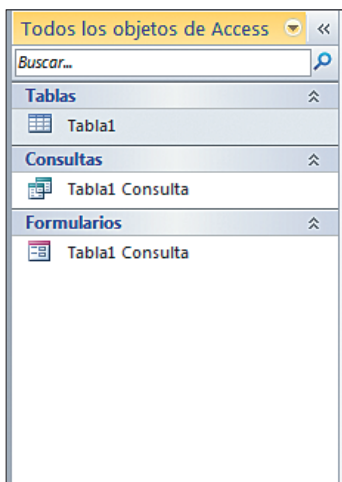 Todos los objetos de Access
Buscar...
Tablas
Tabla1
Consultas
Tabla1 Consulta
Formularios
Tabla1 Consulta